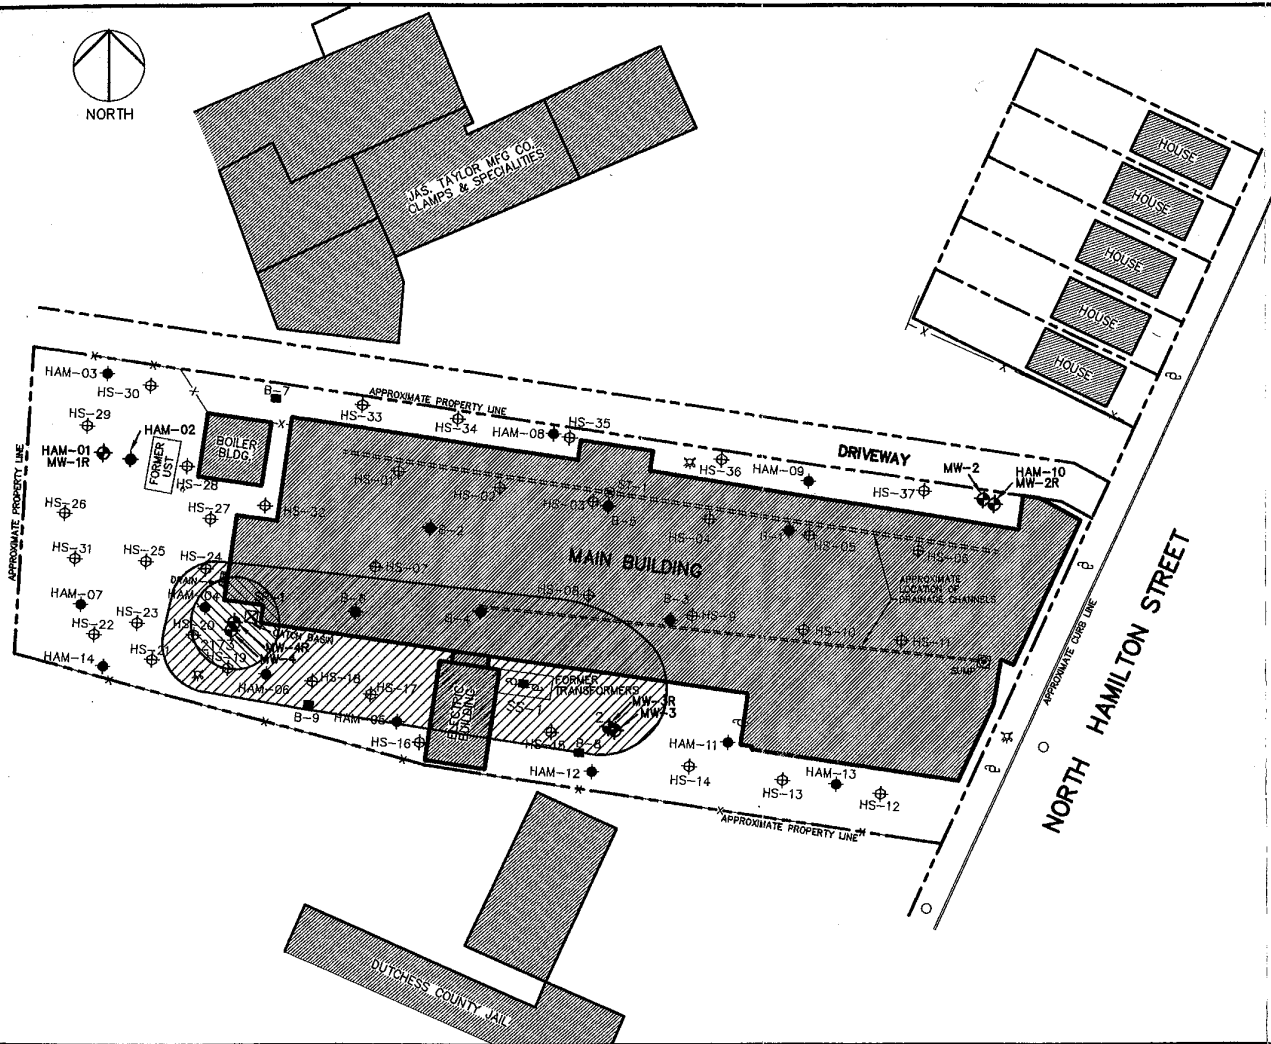 NORTH
JAS. TAYLOR MFG CO.
CLAMPS & SPECIALITIES
HOUSE
HOUSE
HOUSE
HOUSE
HOUSE
HAM-03
HS-30
B-7
APPROXIMATE PROPERTY LINE
HS-33
HS-34
HAM-08
HS-35
HS-29
HAM-02
HAM-01
MW-1R
FORMER
UST
BOILER
BLDG.
HS-28
HS-36
HAM-09
DRIVEWAY
HS-37
MW-2
HAM-10
MW-2R
HS-01
HS-02
HS-03
B-5
HS-26
HS-27
HS-32
B-2
HS-04
B-1
HS-05
HS-06
MAIN BUILDING
APPROXIMATE
LOCATION OF
DRAINAGE CHANNELS
APPROXIMATE PROPERTY LINE
HS-31
HS-25
HS-24
HS-07
HS-08
DRAIN
HAM-07
HAM-04
HS-23
HS-22
HS-20
CATCH BASIN
B-4
B-3
HS-9
HS-10
HS-11
SUMP
HS-21
2173
HS-19
MW-4R
MW-4
HAM-14
HAM-06
HS-18
HS-17
ELECTRIC
BUILDING
FORMER
TRANSFORMERS
SS-1
MW-3R
MW-3
2
B-9
HAM-05
HS-16
B-8
HAM-12
HAM-11
HS-14
HS-13
HAM-13
HS-12
APPROXIMATE PROPERTY LINE
APPROXIMATE CURB LINE
NORTH HAMILTON STREET
DUTCHESS COUNTY JAIL